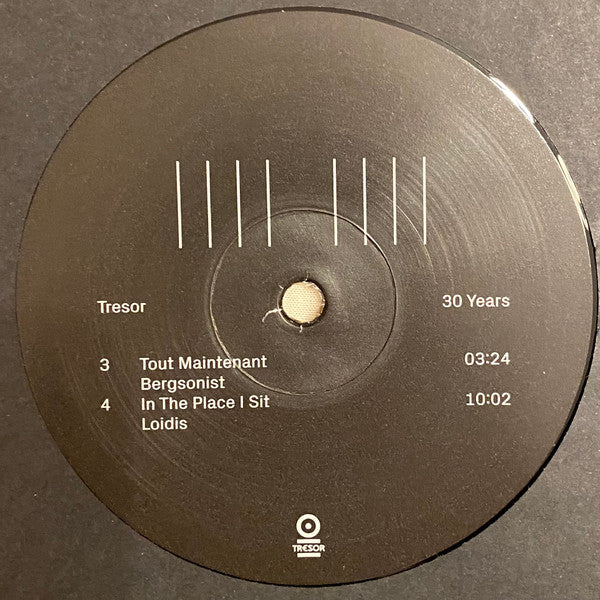 Tresor 30 Years
3 Tout Maintenant 03:24
Bergsonist
4 In The Place I Sit 10:02
Loidis
TRESOR